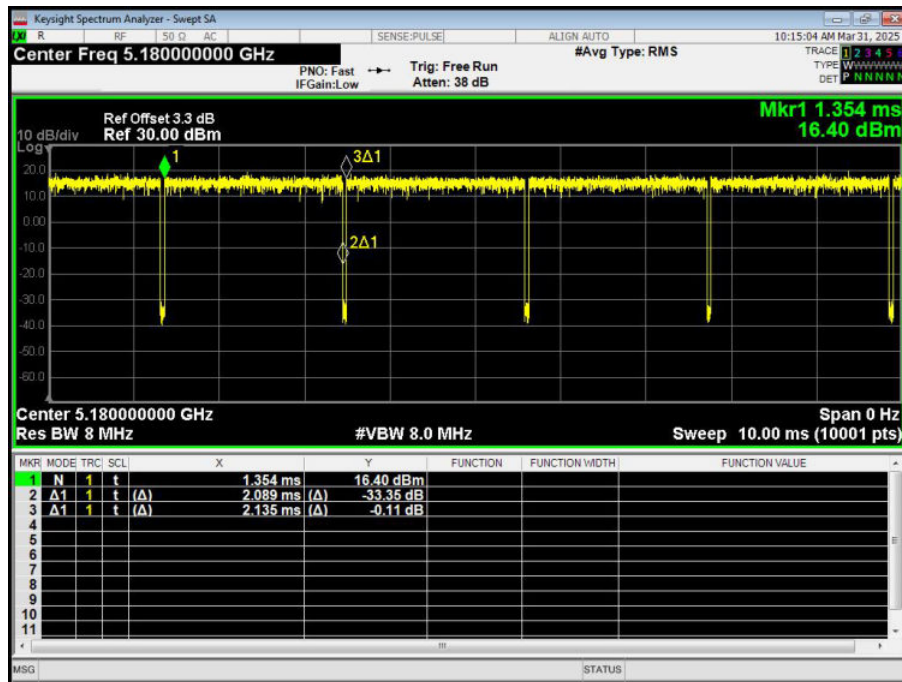 Keysight Spectrum Analyzer - Swept SA
LXI R RF 50 Ω AC SENSE:PULSE ALIGN AUTO 10:15:04 AM Mar 31, 2025
Center Freq 5.180000000 GHz #Avg Type: RMS TRACE 1 2 3 4 5 6
PNO: Fast Trig: Free Run TYPE W
IFGain:Low Atten: 38 dB DET P N N N N N
Mkr1 1.354 ms
Ref Offset 3.3 dB
10 dB/div Ref 30.00 dBm 16.40 dBm
Log
1 3Δ1
20.0
10.0
0.00
2Δ1
-10.0
-20.0
-30.0
-40.0
-50.0
-60.0
Center 5.180000000 GHz Span 0 Hz
Res BW 8 MHz #VBW 8.0 MHz Sweep 10.00 ms (10001 pts)
MKR MODE TRC SCL X Y FUNCTION FUNCTION WIDTH FUNCTION VALUE
1 N 1 t 1.354 ms 16.40 dBm
2 Δ1 1 t (Δ) 2.089 ms (Δ) -33.35 dB
3 Δ1 1 t (Δ) 2.135 ms (Δ) -0.11 dB
4
5
6
7
8
9
10
11
MSG STATUS